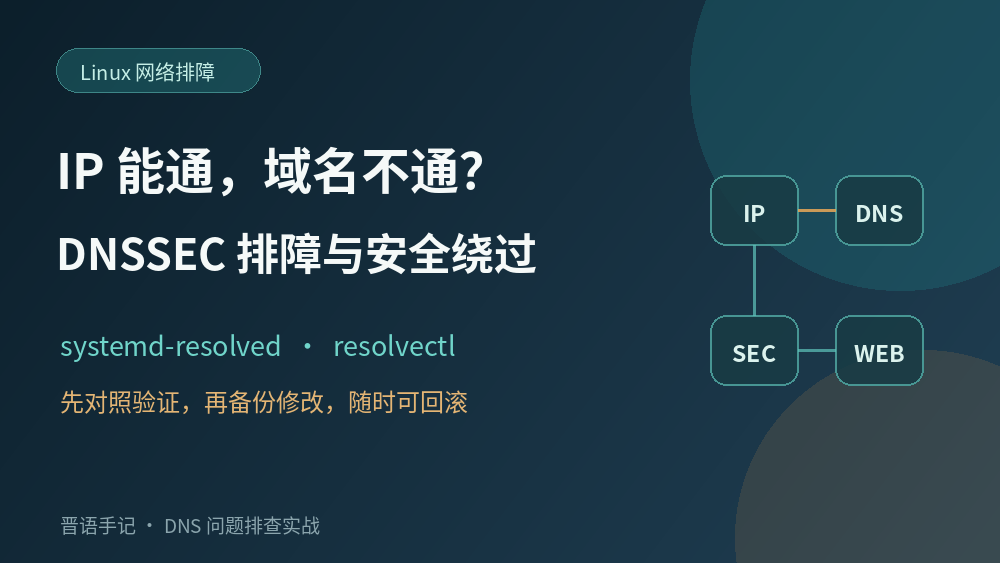 Linux 网络排障
IP 能通，域名不通？
DNSSEC 排障与安全绕过
systemd-resolved · resolvectl
先对照验证，再备份修改，随时可回滚
IP
DNS
SEC
WEB
晋语手记 · DNS 问题排查实战